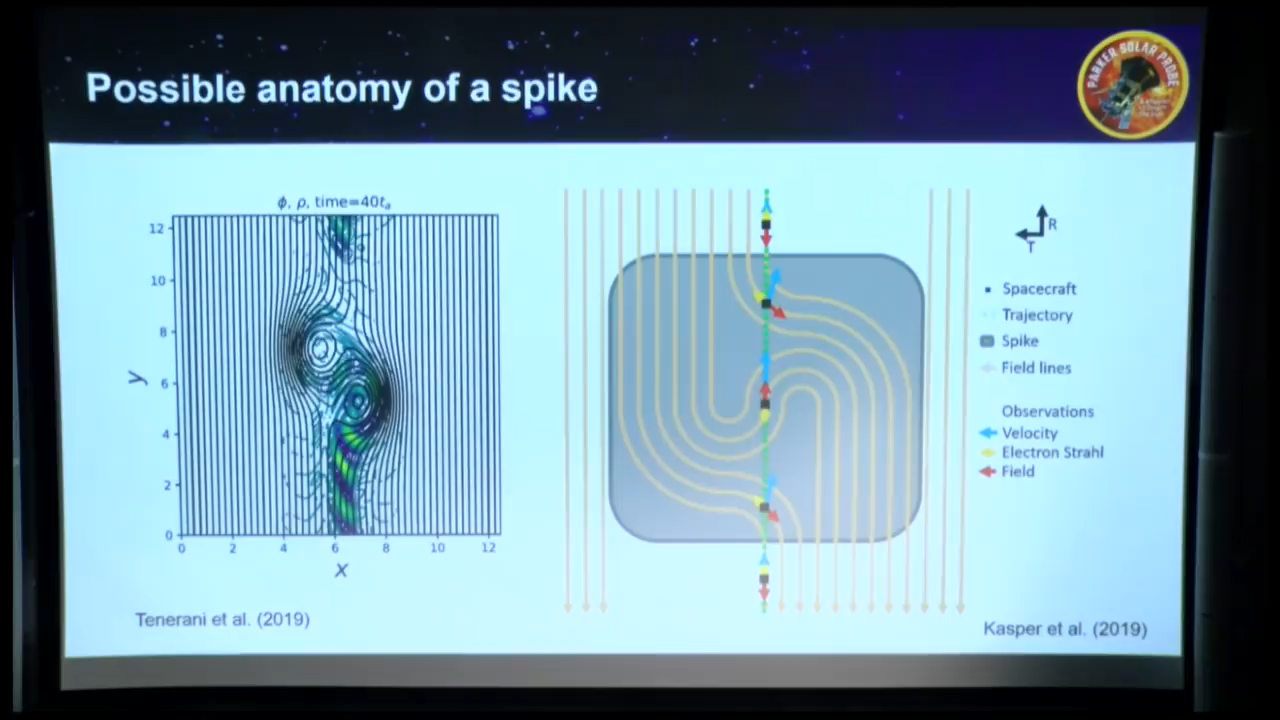 Possible anatomy of a spike
PARKER SOLAR PROBE
ϕ, ρ, time=40tₐ
12
10
8
6
4
2
0
y
0 2 4 6 8 10 12
x
Tenerani et al. (2019)
R
T
Spacecraft
Trajectory
Spike
Field lines
Observations
Velocity
Electron Strahl
Field
Kasper et al. (2019)